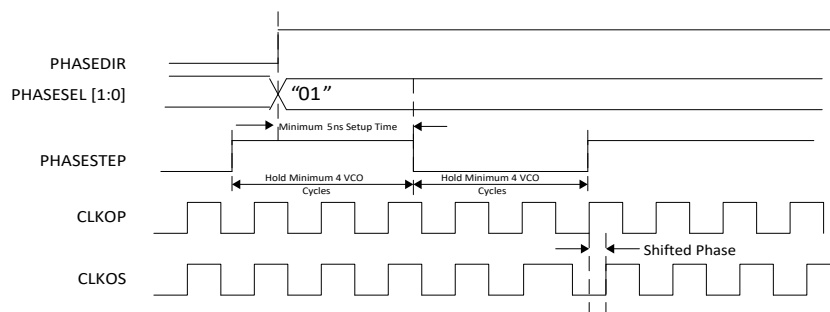 PHASEDIR
PHASESEL [1:0]
“01”
Minimum 5ns Setup Time
PHASESTEP
Hold Minimum 4 VCO
Cycles
Hold Minimum 4 VCO
Cycles
CLKOP
Shifted Phase
CLKOS